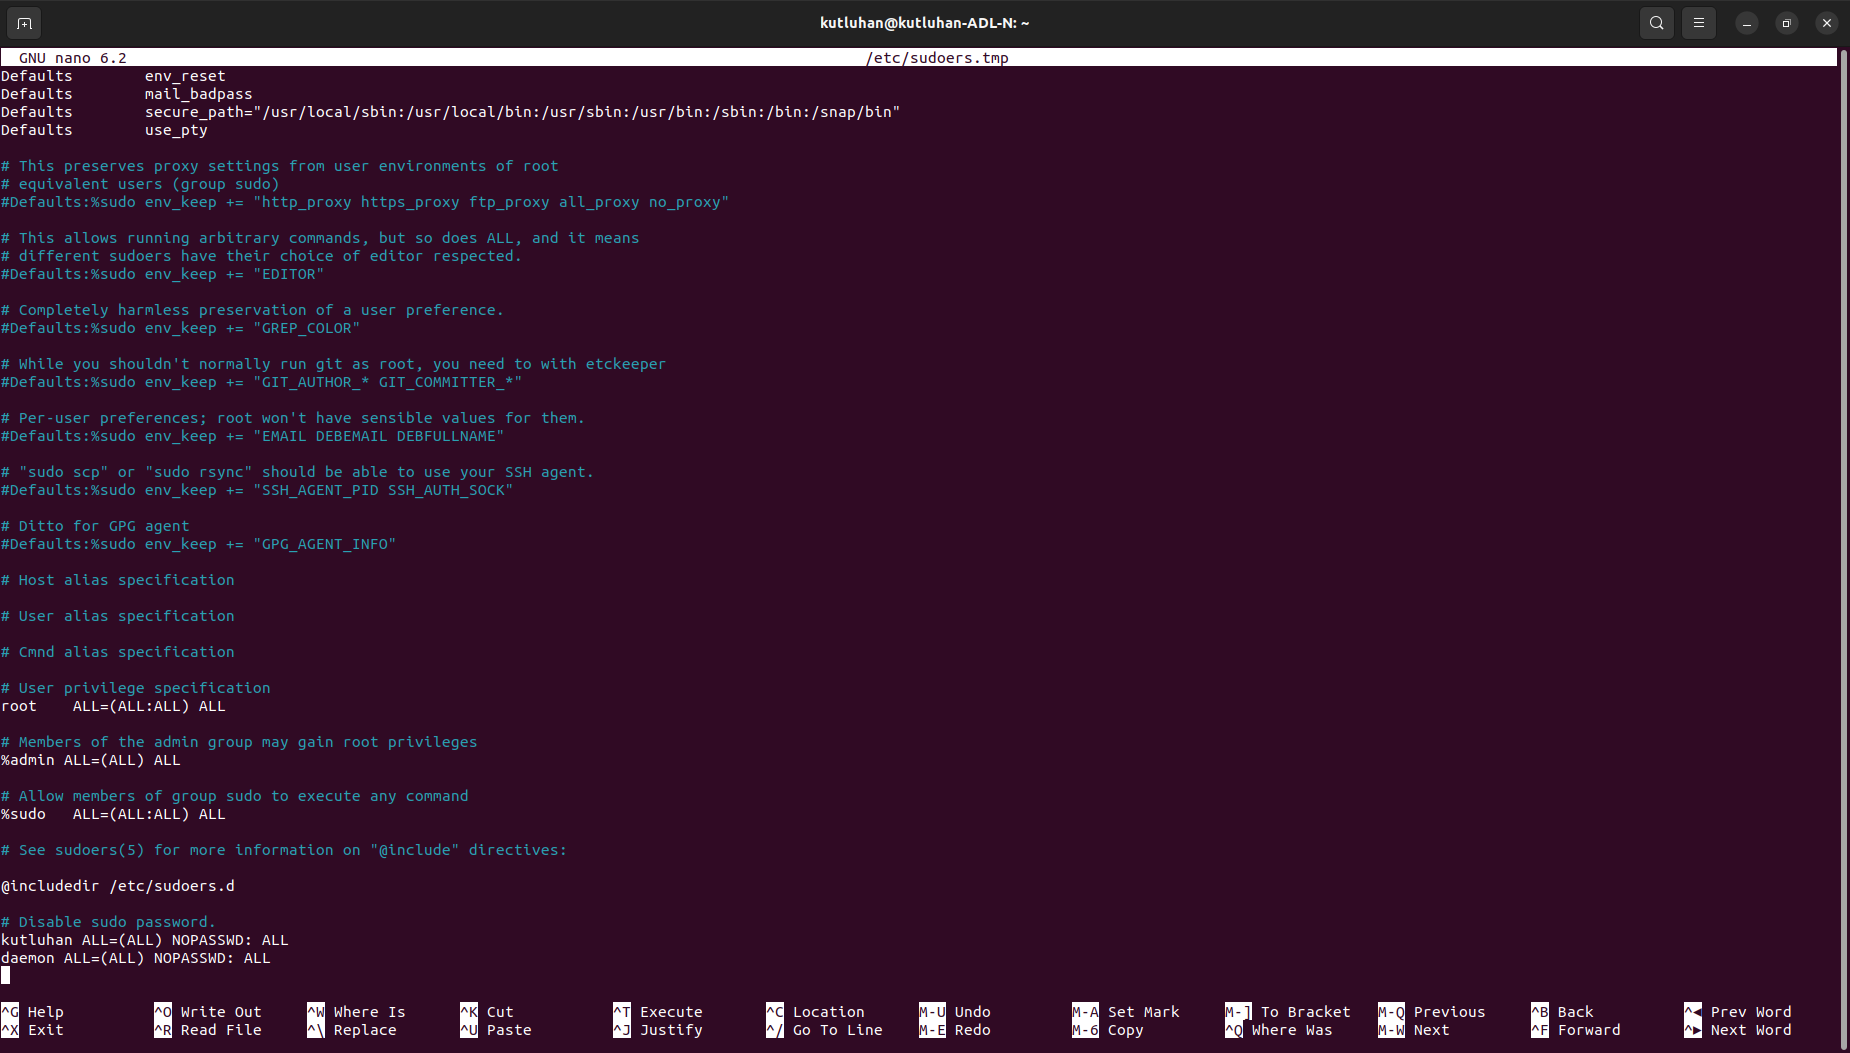 kutluhan@kutluhan-ADL-N: ~
GNU nano 6.2 /etc/sudoers.tmp
Defaults env_reset
Defaults mail_badpass
Defaults secure_path="/usr/local/sbin:/usr/local/bin:/usr/sbin:/usr/bin:/sbin:/bin:/snap/bin"
Defaults use_pty
# This preserves proxy settings from user environments of root
# equivalent users (group sudo)
#Defaults:%sudo env_keep += "http_proxy https_proxy ftp_proxy all_proxy no_proxy"
# This allows running arbitrary commands, but so does ALL, and it means
# different sudoers have their choice of editor respected.
#Defaults:%sudo env_keep += "EDITOR"
# Completely harmless preservation of a user preference.
#Defaults:%sudo env_keep += "GREP_COLOR"
# While you shouldn't normally run git as root, you need to with etckeeper
#Defaults:%sudo env_keep += "GIT_AUTHOR_* GIT_COMMITTER_*"
# Per-user preferences; root won't have sensible values for them.
#Defaults:%sudo env_keep += "EMAIL DEBEMAIL DEBFULLNAME"
# "sudo scp" or "sudo rsync" should be able to use your SSH agent.
#Defaults:%sudo env_keep += "SSH_AGENT_PID SSH_AUTH_SOCK"
# Ditto for GPG agent
#Defaults:%sudo env_keep += "GPG_AGENT_INFO"
# Host alias specification
# User alias specification
# Cmnd alias specification
# User privilege specification
root ALL=(ALL:ALL) ALL
# Members of the admin group may gain root privileges
%admin ALL=(ALL) ALL
# Allow members of group sudo to execute any command
%sudo ALL=(ALL:ALL) ALL
# See sudoers(5) for more information on "@include" directives:
@includedir /etc/sudoers.d
# Disable sudo password.
kutluhan ALL=(ALL) NOPASSWD: ALL
daemon ALL=(ALL) NOPASSWD: ALL
^G Help ^O Write Out ^W Where Is ^K Cut ^T Execute ^C Location M-U Undo M-A Set Mark M-] To Bracket M-Q Previous ^B Back ^◀ Prev Word
^X Exit ^R Read File ^\ Replace ^U Paste ^J Justify ^/ Go To Line M-E Redo M-6 Copy ^Q Where Was M-W Next ^F Forward ^▶ Next Word